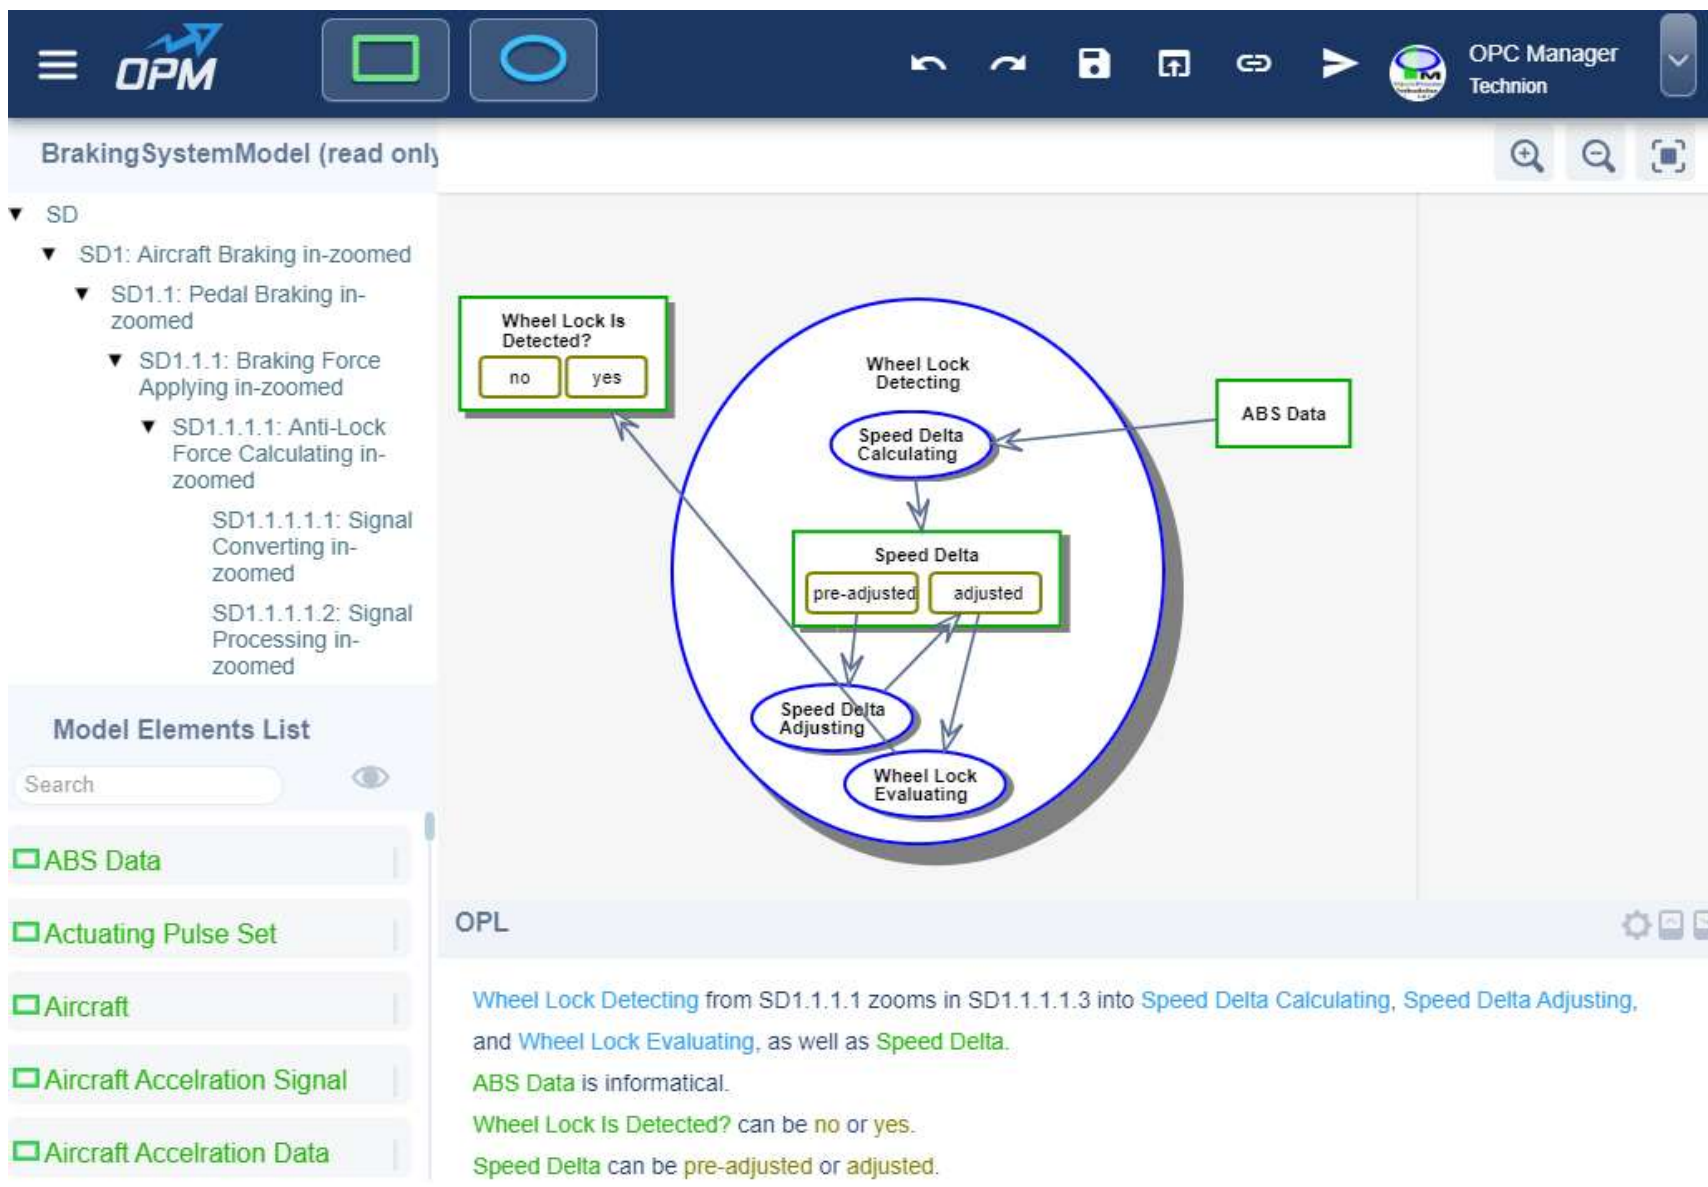 OPM
OPC Manager
Technion
BrakingSystemModel (read only
SD
SD1: Aircraft Braking in-zoomed
SD1.1: Pedal Braking in-
zoomed
SD1.1.1: Braking Force
Applying in-zoomed
SD1.1.1.1: Anti-Lock
Force Calculating in-
zoomed
SD1.1.1.1.1: Signal
Converting in-
zoomed
SD1.1.1.1.2: Signal
Processing in-
zoomed
Model Elements List
Search
ABS Data
Actuating Pulse Set
Aircraft
Aircraft Accelration Signal
Aircraft Accelration Data
Wheel Lock Is
Detected?
no
yes
Wheel Lock
Detecting
Speed Delta
Calculating
ABS Data
Speed Delta
pre-adjusted
adjusted
Speed Delta
Adjusting
Wheel Lock
Evaluating
OPL
Wheel Lock Detecting from SD1.1.1.1 zooms in SD1.1.1.1.3 into Speed Delta Calculating, Speed Delta Adjusting,
and Wheel Lock Evaluating, as well as Speed Delta.
ABS Data is informatical.
Wheel Lock Is Detected? can be no or yes.
Speed Delta can be pre-adjusted or adjusted.